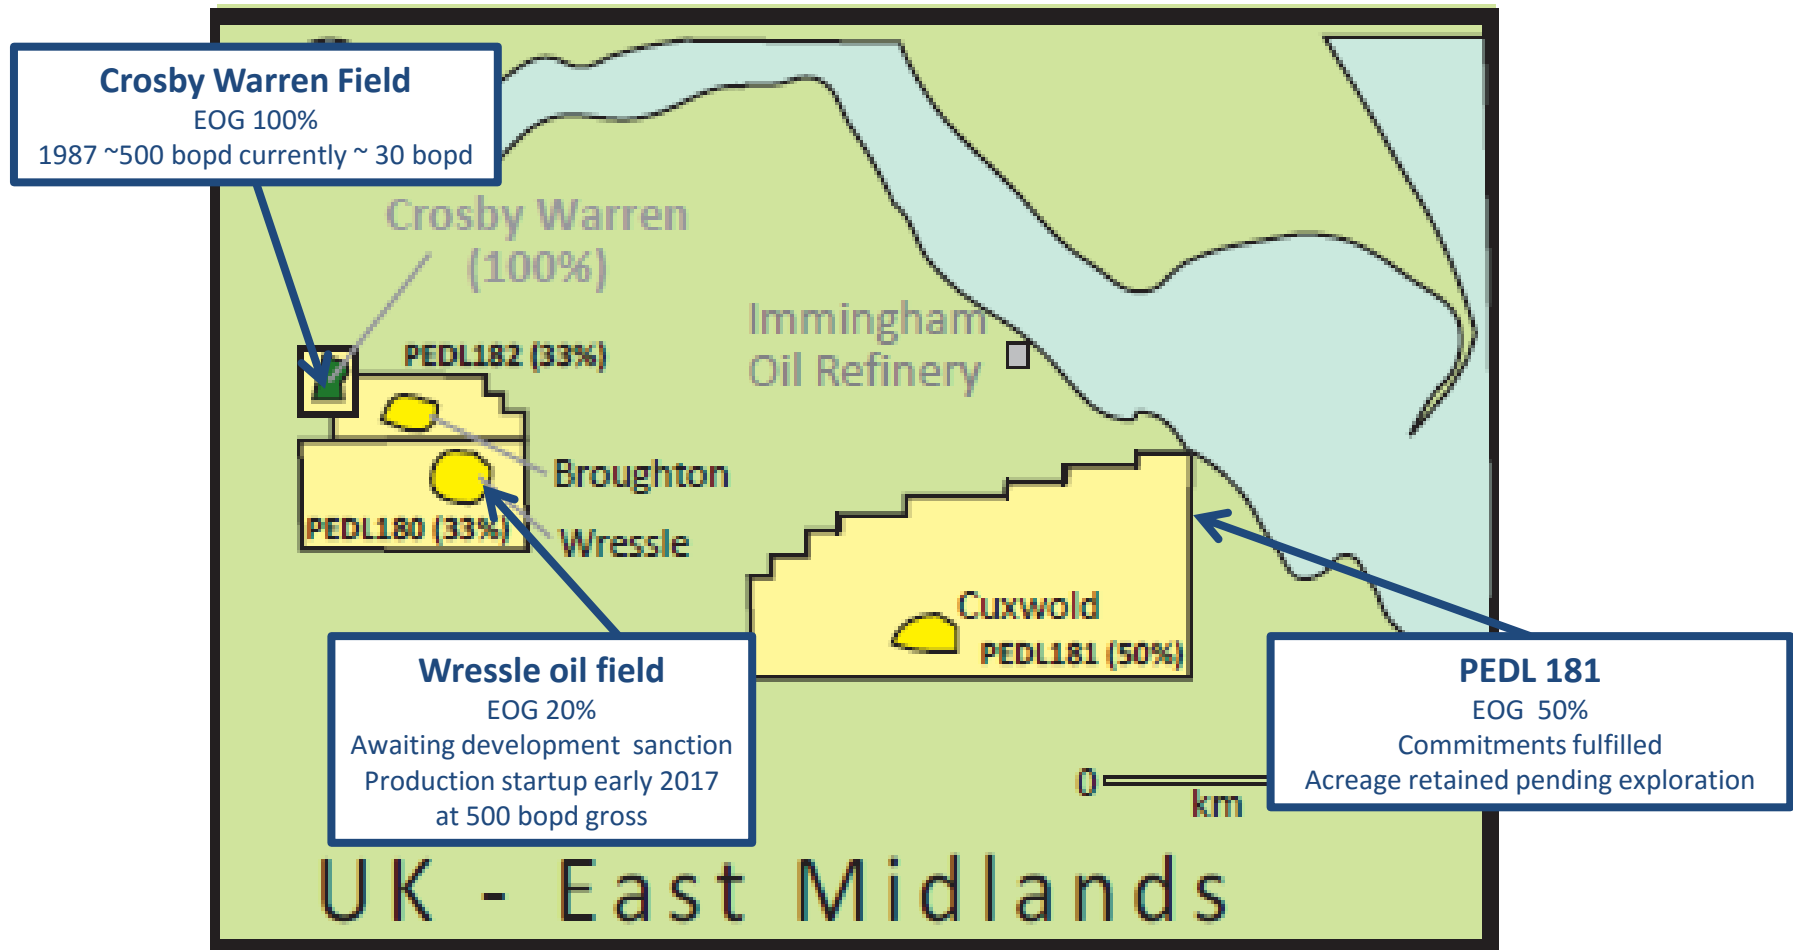 Crosby Warren Field
EOG 100%
1987 ~500 bopd currently ~ 30 bopd
Crosby Warren
(100%)
Immingham
Oil Refinery
PEDL182 (33%)
Broughton
PEDL180 (33%)
Wressle
Cuxwold
PEDL181 (50%)
Wressle oil field
EOG 20%
Awaiting development sanction
Production startup early 2017
at 500 bopd gross
PEDL 181
EOG 50%
Commitments fulfilled
Acreage retained pending exploration
0
km
UK - East Midlands